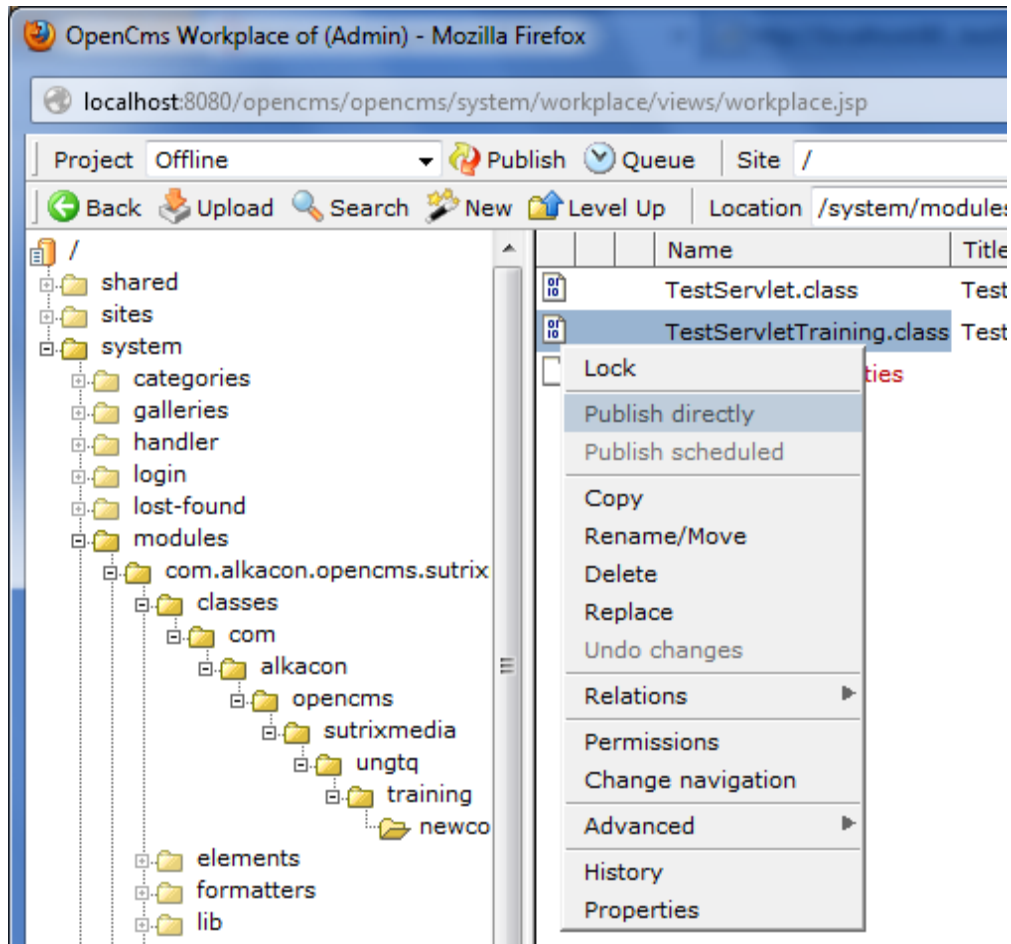 OpenCms Workplace of (Admin) - Mozilla Firefox
localhost:8080/opencms/opencms/system/workplace/views/workplace.jsp
Project Offline Publish Queue Site /
Back Upload Search New Level Up Location /system/modules
/
shared
sites
system
categories
galleries
handler
login
lost-found
modules
com.alkacon.opencms.sutrix
classes
com
alkacon
opencms
sutrixmedia
ungtq
training
newco
elements
formatters
lib
Name Title
TestServlet.class Test
TestServletTraining.class Test
ties
Lock
Publish directly
Publish scheduled
Copy
Rename/Move
Delete
Replace
Undo changes
Relations
Permissions
Change navigation
Advanced
History
Properties